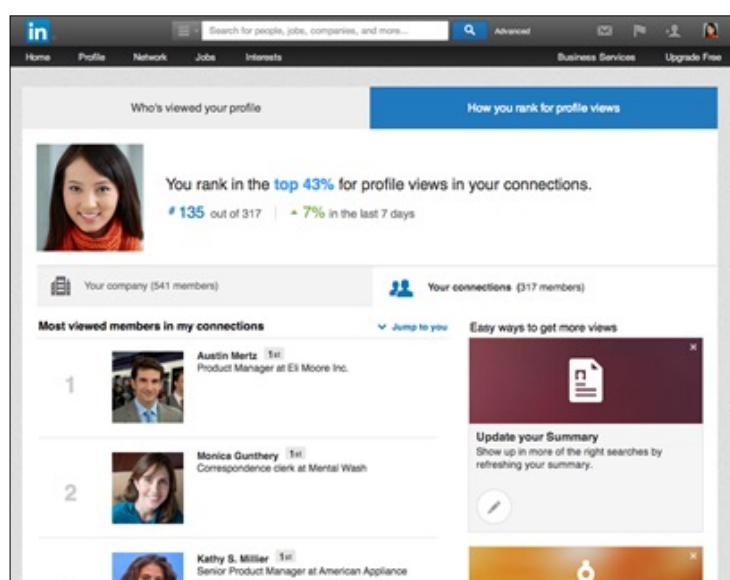 in
Search for people, jobs, companies, and more...
Advanced
Home Profile Network Jobs Interests
Business Services Upgrade Free
Who's viewed your profile
How you rank for profile views
You rank in the top 43% for profile views in your connections.
# 135 out of 317 7% in the last 7 days
Your company (541 members)
Your connections (317 members)
Most viewed members in my connections
Jump to you
1
Austin Mertz 1st
Product Manager at Eli Moore Inc.
2
Monica Gunthery 1st
Correspondence clerk at Mental Wash
Kathy S. Millier 1st
Senior Product Manager at American Appliance
Easy ways to get more views
Update your Summary
Show up in more of the right searches by
refreshing your summary.